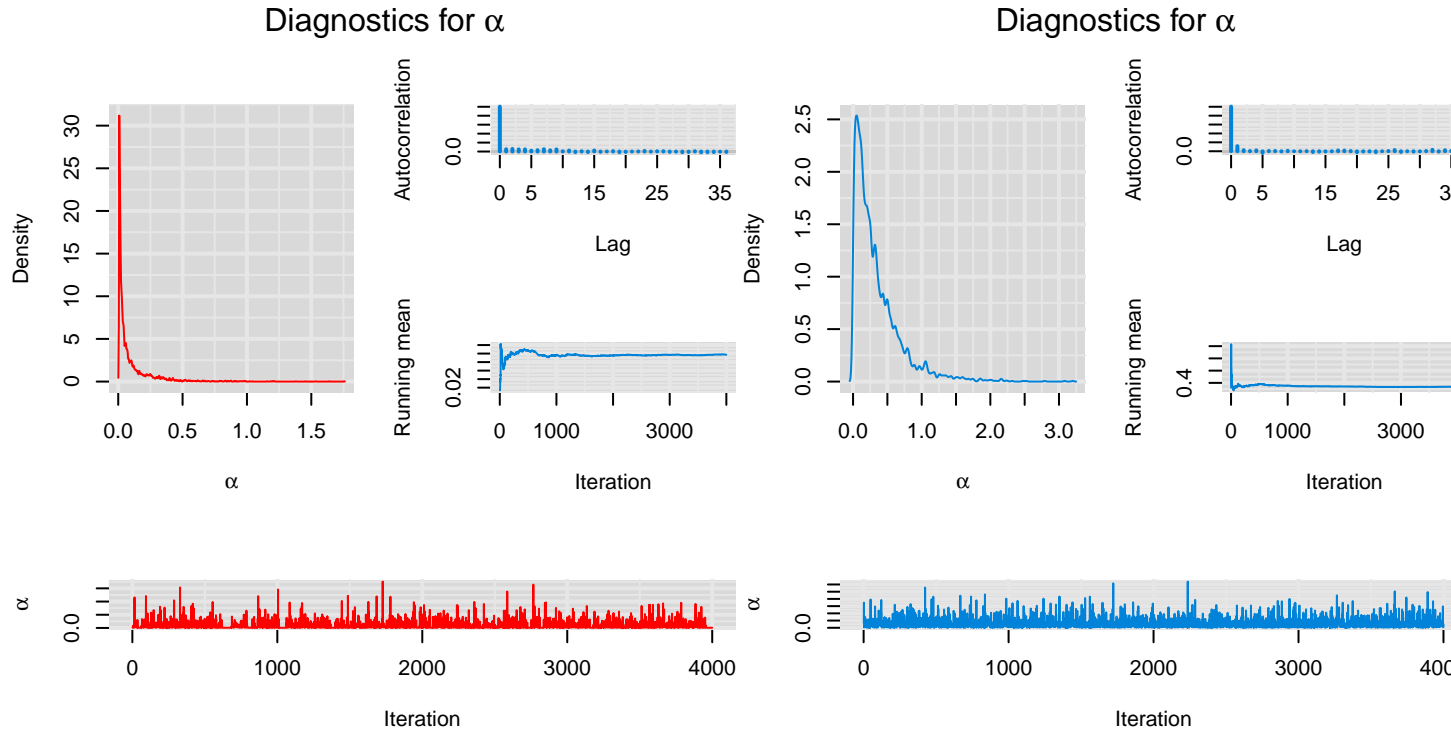 Diagnostics for α
Density
0 5 10 15 20 25 30
0.0 0.5 1.0 1.5
α
Autocorrelation
0.0
0 5 15 25 35
Lag
Running mean
0.02
0 1000 3000
Iteration
α
0.0
0 1000 2000 3000 4000
Iteration
Diagnostics for α
Density
0.0 0.5 1.0 1.5 2.0 2.5
0.0 1.0 2.0 3.0
α
Autocorrelation
0.0
0 5 15 25
Lag
Running mean
0.4
0 1000 3000
Iteration
α
0.0
0 1000 2000 3000
Iteration